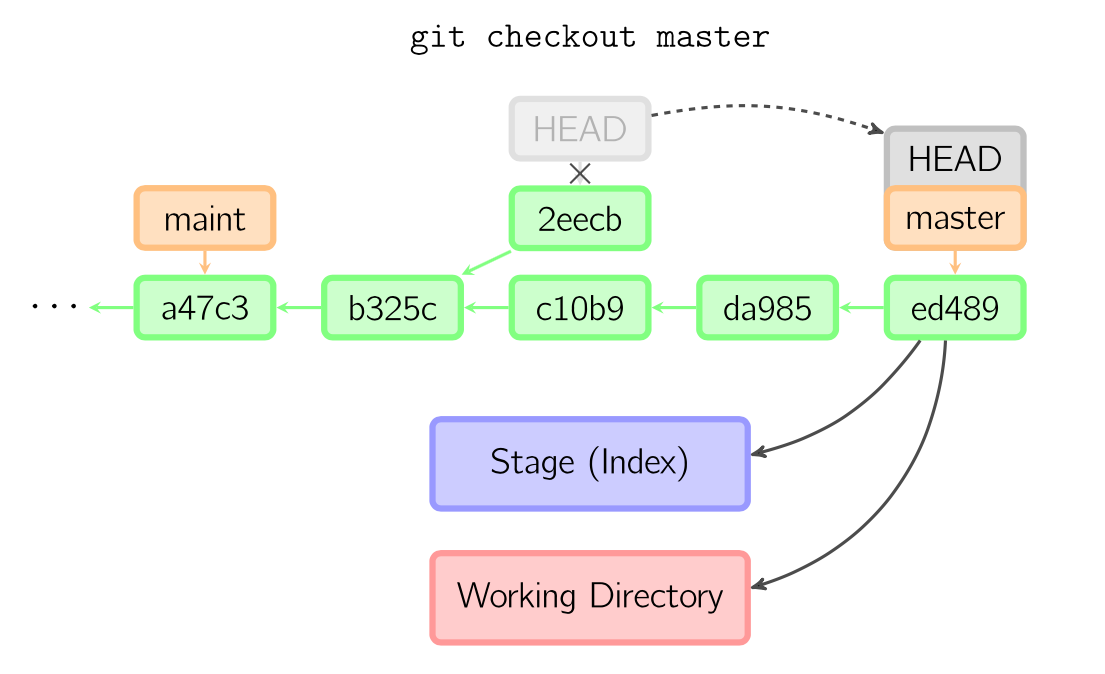 git checkout master
HEAD
HEAD
maint
2eecb
master
...
a47c3
b325c
c10b9
da985
ed489
Stage (Index)
Working Directory